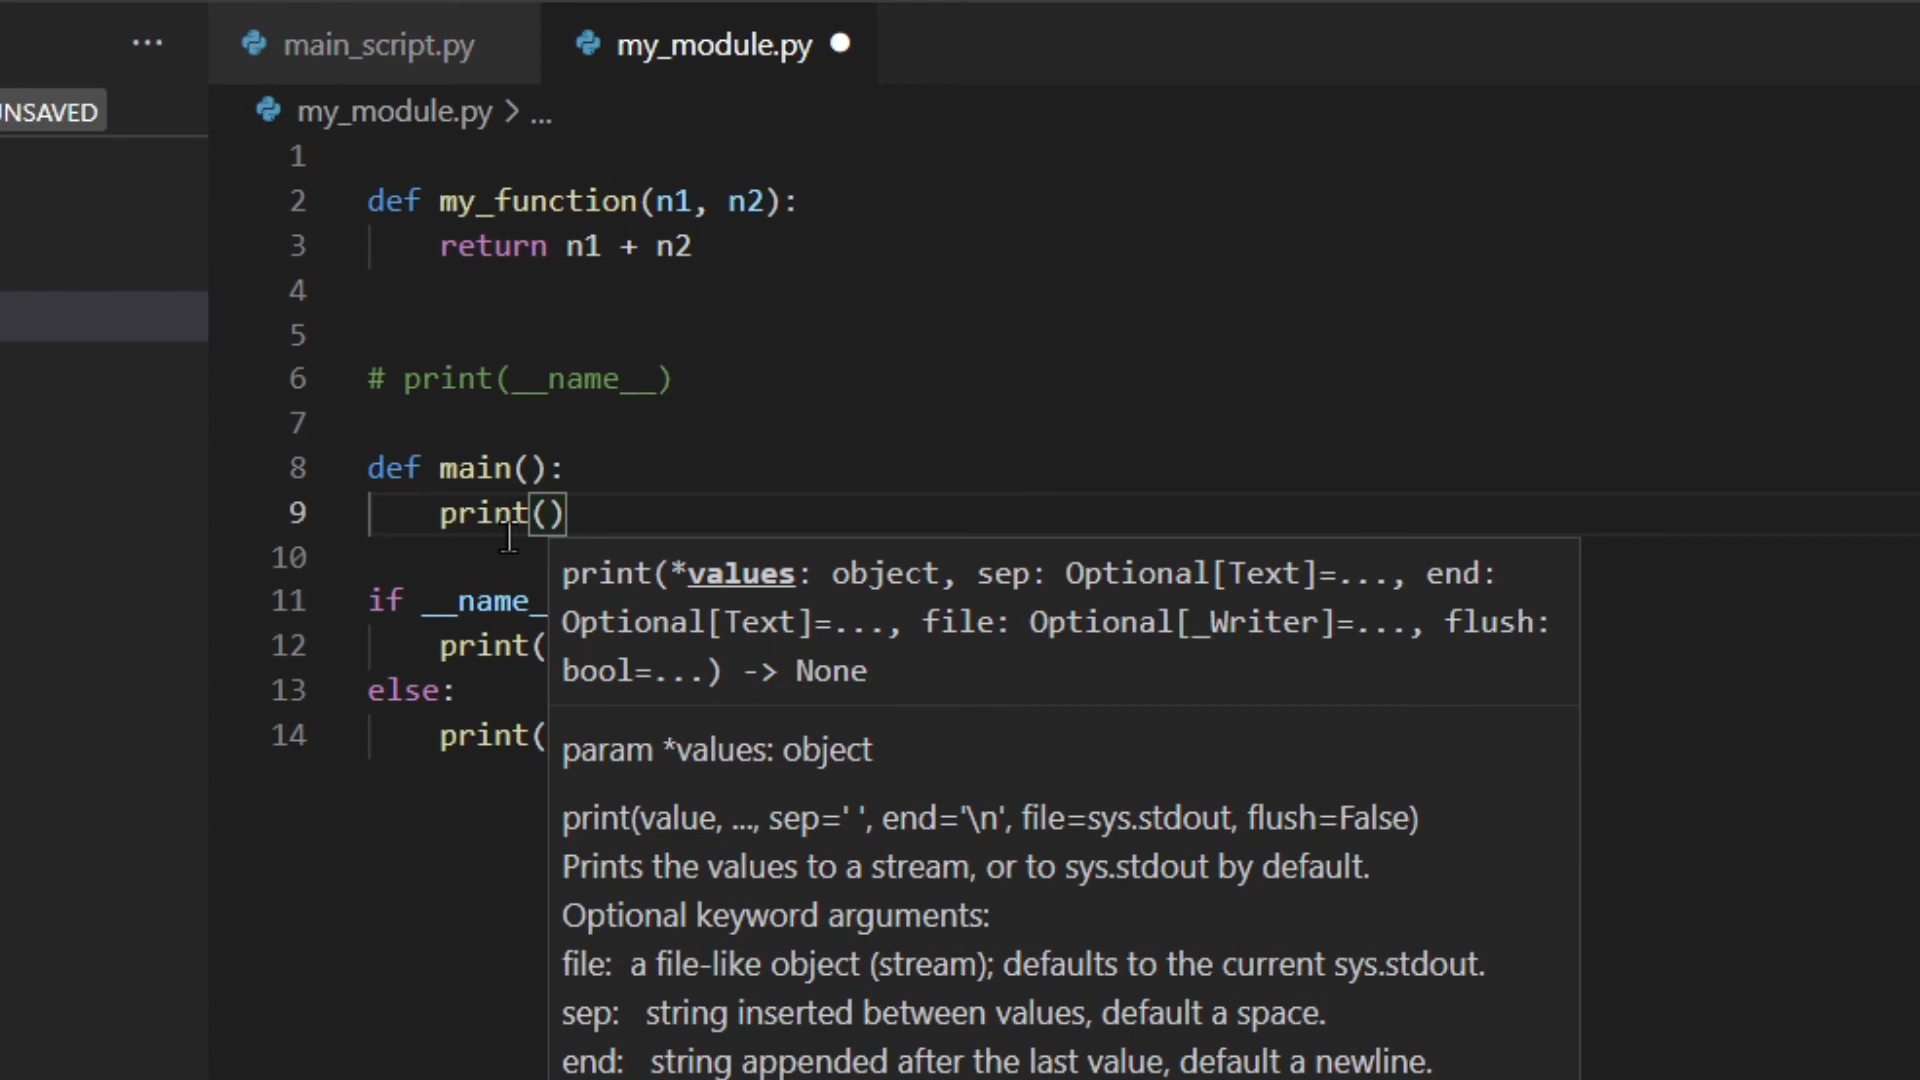 ... main_script.py my_module.py
UNSAVED my_module.py > ...
1
2 def my_function(n1, n2):
3 return n1 + n2
4
5
6 # print(__name__)
7
8 def main():
9 print()
10
11 if __name_
12 print(
13 else:
14 print(
print(*values: object, sep: Optional[Text]=..., end:
Optional[Text]=..., file: Optional[_Writer]=..., flush:
bool=...) -> None
param *values: object
print(value, ..., sep=' ', end='\n', file=sys.stdout, flush=False)
Prints the values to a stream, or to sys.stdout by default.
Optional keyword arguments:
file: a file-like object (stream); defaults to the current sys.stdout.
sep: string inserted between values, default a space.
end: string appended after the last value, default a newline.